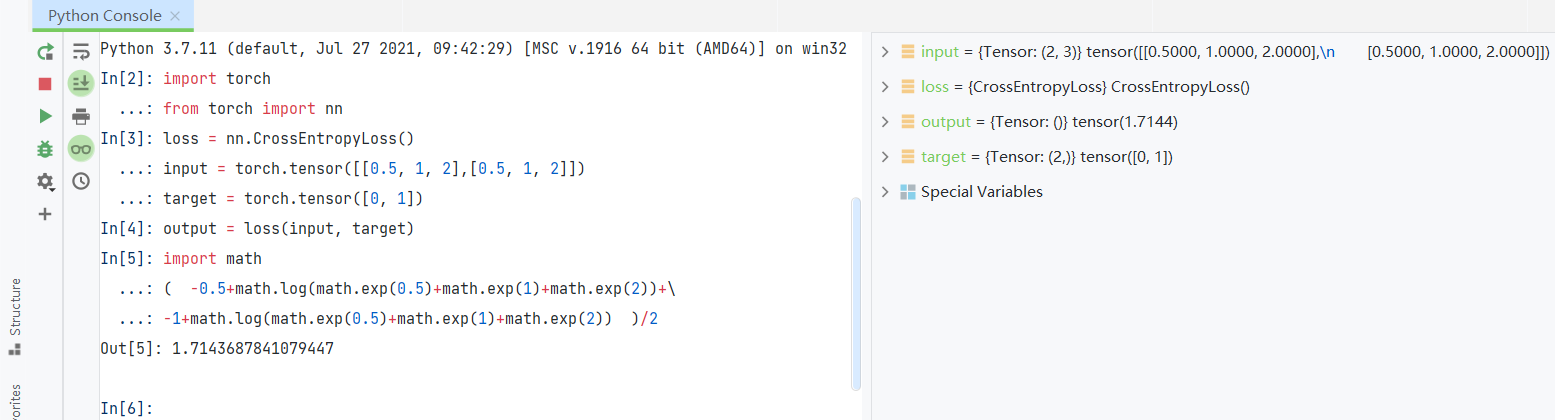 Python Console
Python 3.7.11 (default, Jul 27 2021, 09:42:29) [MSC v.1916 64 bit (AMD64)] on win32
In[2]: import torch
...: from torch import nn
In[3]: loss = nn.CrossEntropyLoss()
...: input = torch.tensor([[0.5, 1, 2],[0.5, 1, 2]])
...: target = torch.tensor([0, 1])
In[4]: output = loss(input, target)
In[5]: import math
...: (  -0.5+math.log(math.exp(0.5)+math.exp(1)+math.exp(2))+\
...: -1+math.log(math.exp(0.5)+math.exp(1)+math.exp(2))  )/2
Out[5]: 1.7143687841079447
In[6]:
input = {Tensor: (2, 3)} tensor([[0.5000, 1.0000, 2.0000],\n        [0.5000, 1.0000, 2.0000]])
loss = {CrossEntropyLoss} CrossEntropyLoss()
output = {Tensor: ()} tensor(1.7144)
target = {Tensor: (2,)} tensor([0, 1])
Special Variables
Structure
vorites